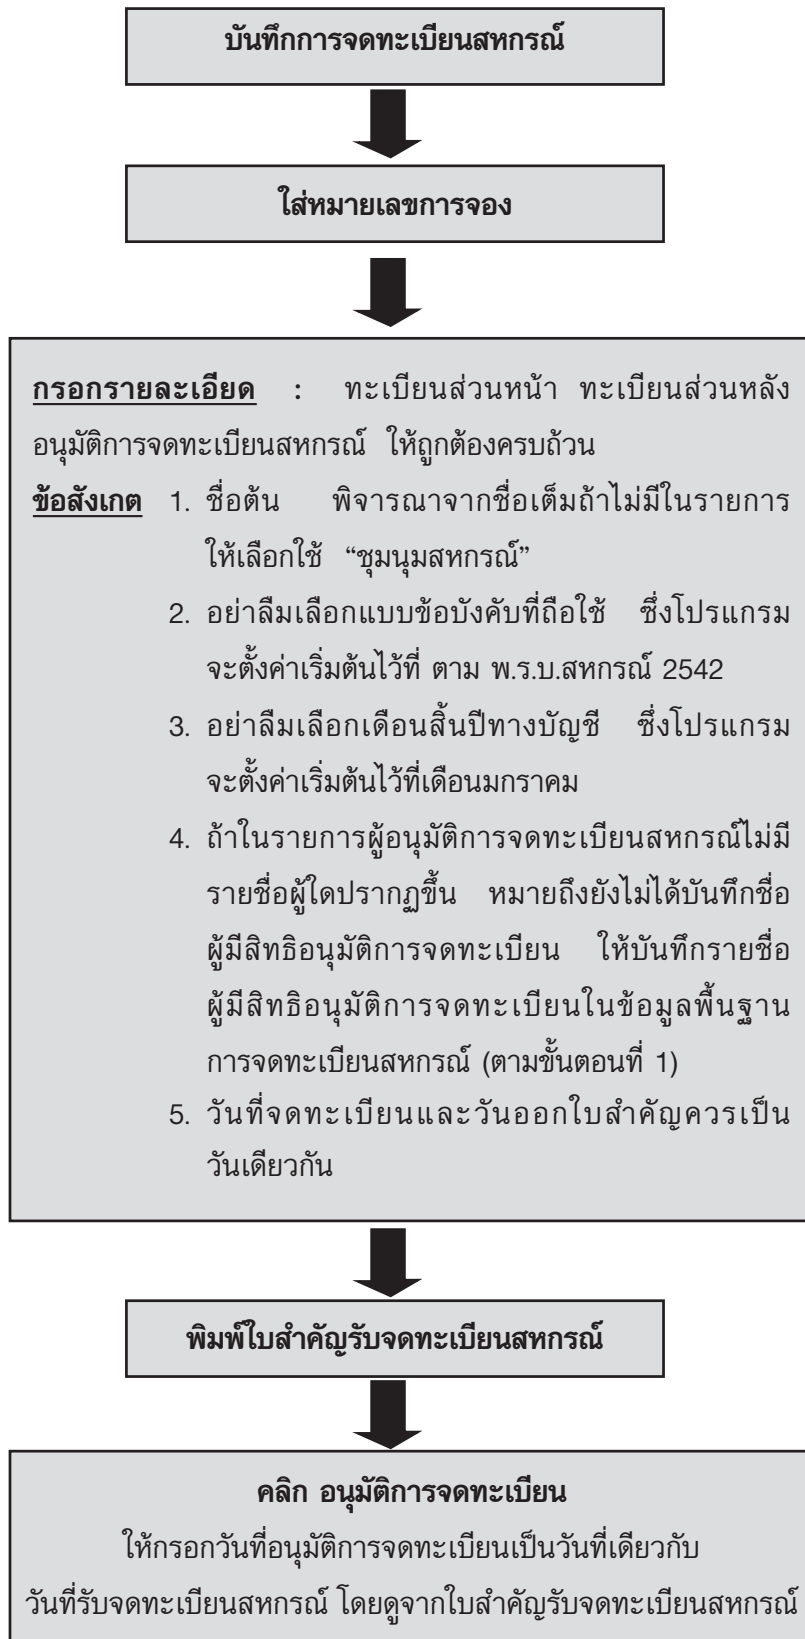 บันทึกการจดทะเบียนสหกรณ์
ใส่หมายเลขการจอง
กรอกรายละเอียด : ทะเบียนส่วนหน้า ทะเบียนส่วนหลัง
อนุมัติการจดทะเบียนสหกรณ์ ให้ถูกต้องครบถ้วน
ข้อสังเกต 1. ชื่อต้น พิจารณาจากชื่อเต็มถ้าไม่มีในรายการ
ให้เลือกใช้ “ชุมนุมสหกรณ์”
2. อย่าลืมเลือกแบบข้อบังคับที่ถือใช้ ซึ่งโปรแกรม
จะตั้งค่าเริ่มต้นไว้ที่ ตาม พ.ร.บ.สหกรณ์ 2542
3. อย่าลืมเลือกเดือนสิ้นปีทางบัญชี ซึ่งโปรแกรม
จะตั้งค่าเริ่มต้นไว้ที่เดือนมกราคม
4. ถ้าในรายการผู้อนุมัติการจดทะเบียนสหกรณ์ไม่มี
รายชื่อผู้ใดปรากฏขึ้น หมายถึงยังไม่ได้บันทึกชื่อ
ผู้มีสิทธิอนุมัติการจดทะเบียน ให้บันทึกรายชื่อ
ผู้มีสิทธิอนุมัติการจดทะเบียนในข้อมูลพื้นฐาน
การจดทะเบียนสหกรณ์ (ตามขั้นตอนที่ 1)
5. วันที่จดทะเบียนและวันออกใบสำคัญควรเป็น
วันเดียวกัน
พิมพ์ใบสำคัญรับจดทะเบียนสหกรณ์
คลิก อนุมัติการจดทะเบียน
ให้กรอกวันที่อนุมัติการจดทะเบียนเป็นวันที่เดียวกับ
วันที่รับจดทะเบียนสหกรณ์ โดยดูจากใบสำคัญรับจดทะเบียนสหกรณ์